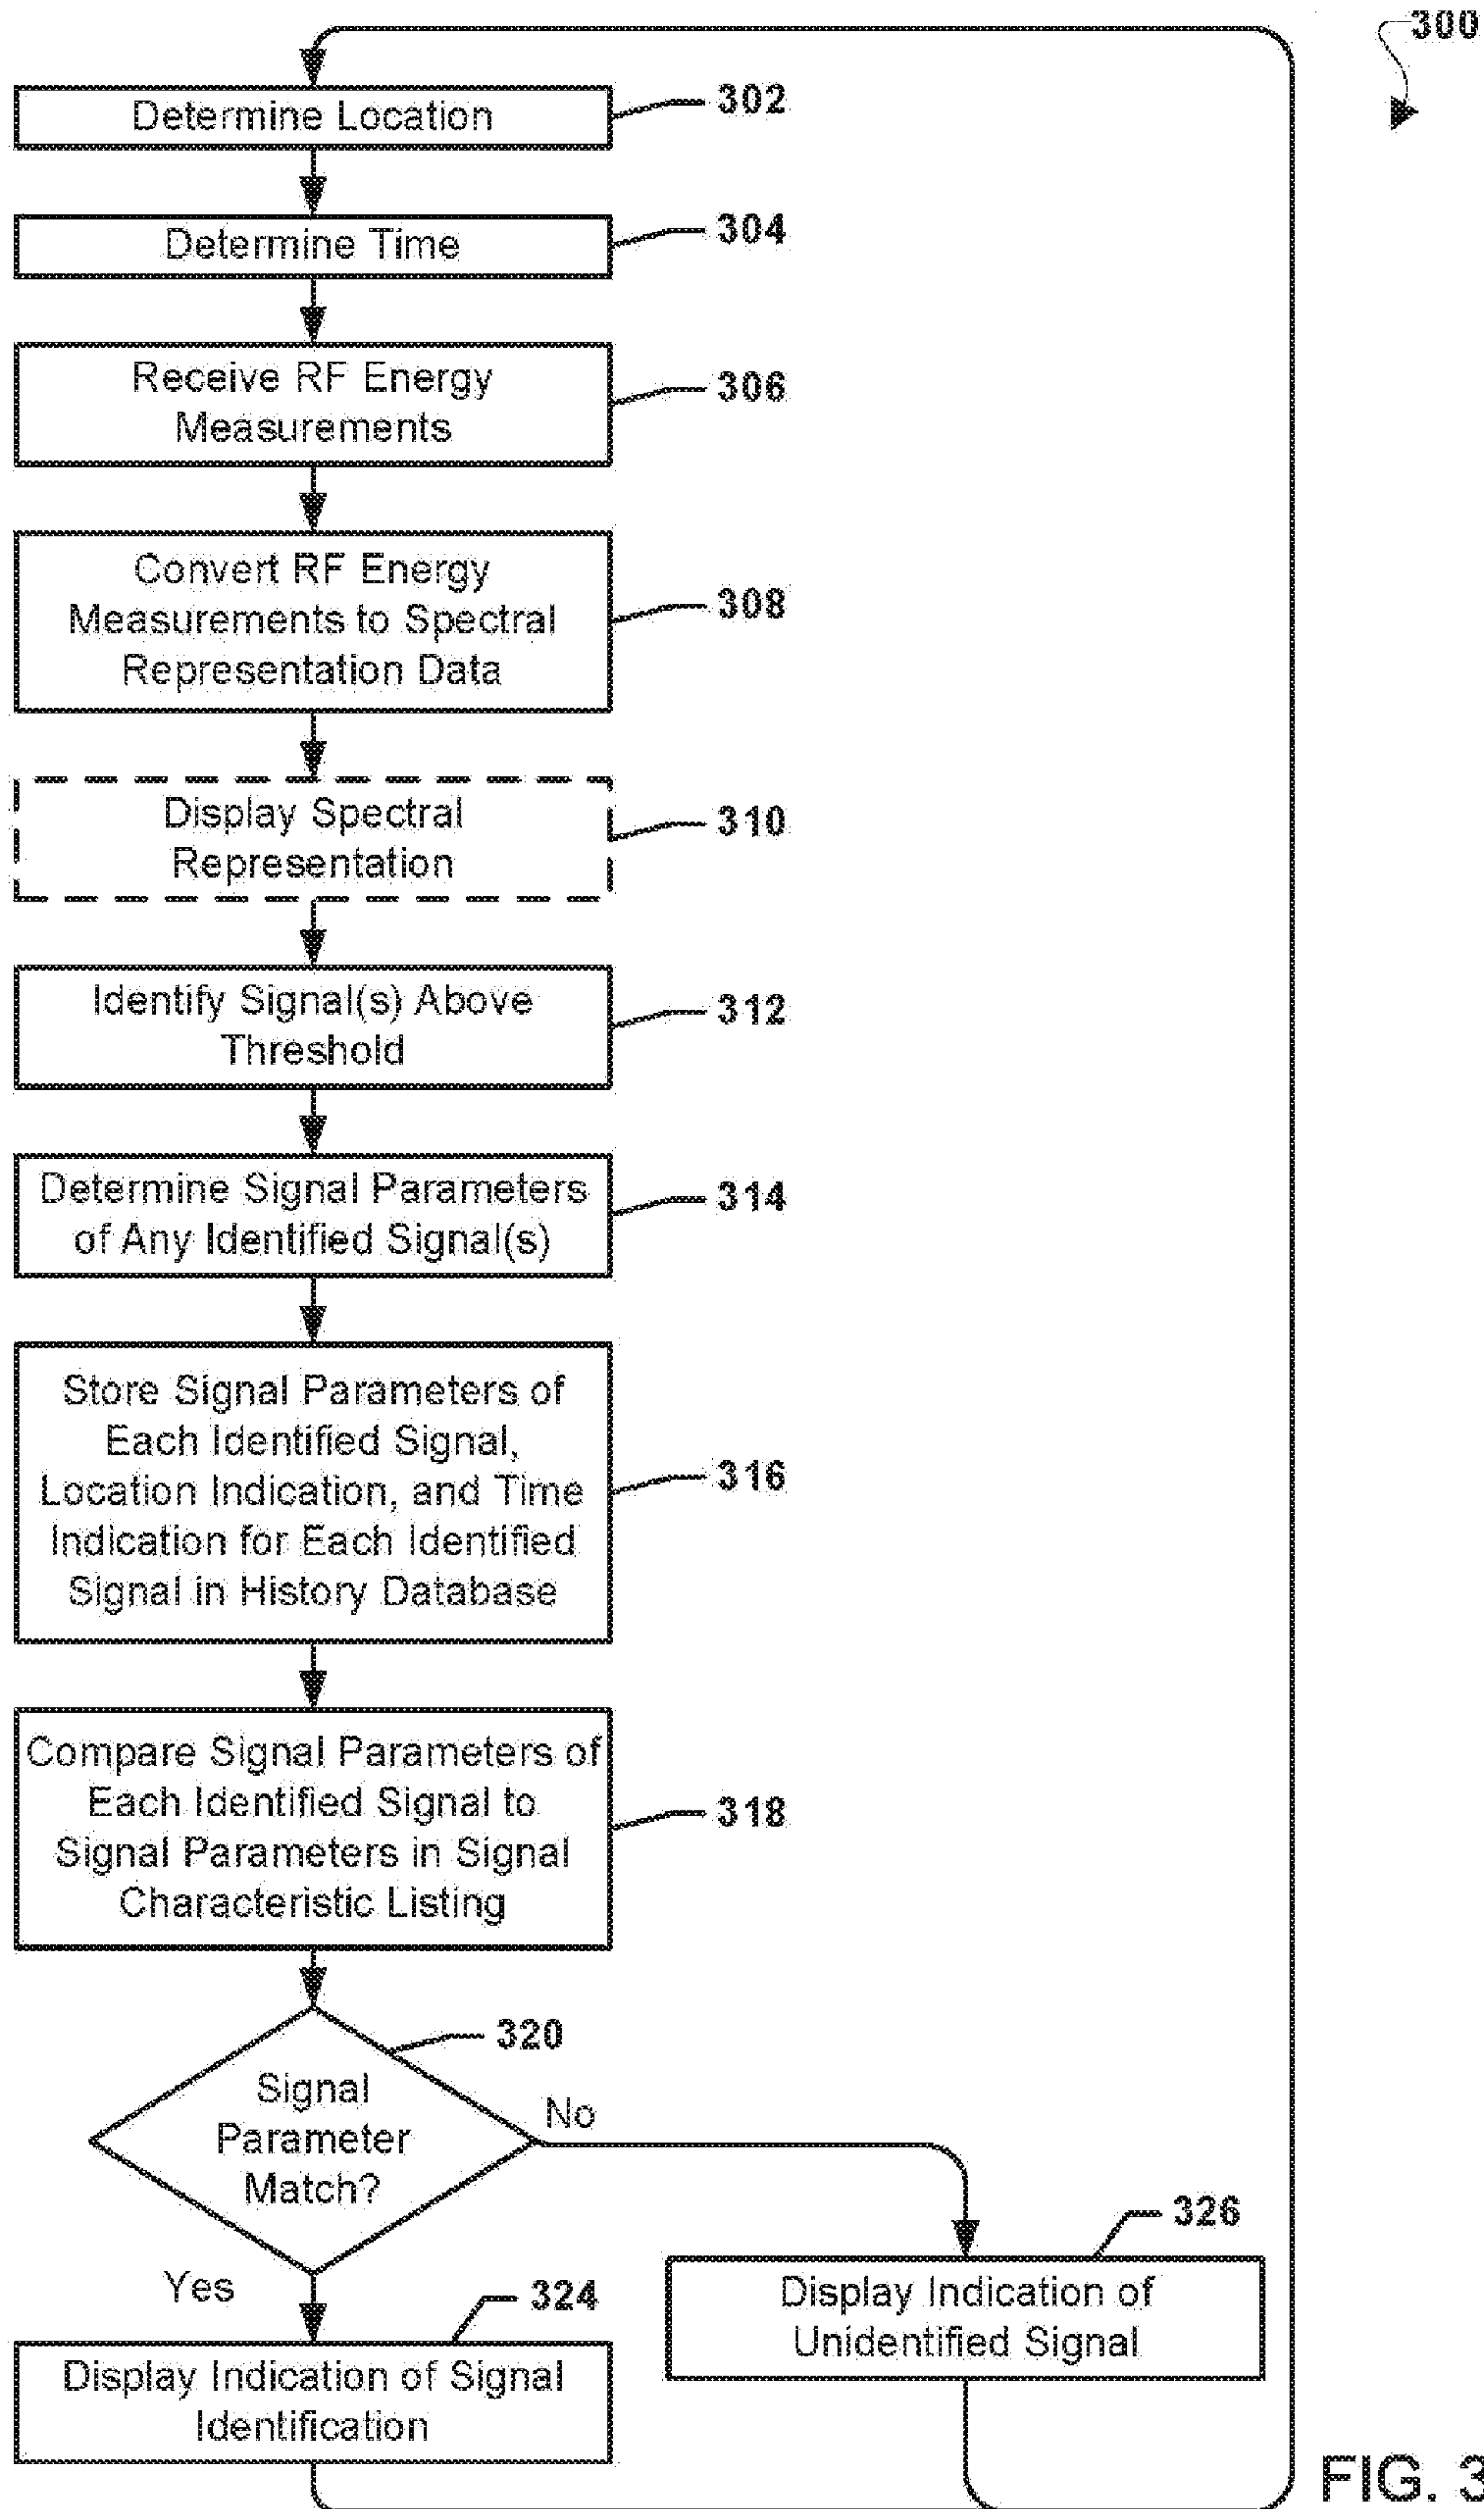 300
Determine Location
302
Determine Time
304
Receive RF Energy
Measurements
306
Convert RF Energy
Measurements to Spectral
Representation Data
308
Display Spectral
Representation
310
Identify Signal(s) Above
Threshold
312
Determine Signal Parameters
of Any Identified Signal(s)
314
Store Signal Parameters of
Each Identified Signal,
Location Indication, and Time
Indication for Each Identified
Signal in History Database
316
Compare Signal Parameters of
Each Identified Signal to
Signal Parameters in Signal
Characteristic Listing
318
320
Signal
Parameter
Match?
No
Yes
326
Display Indication of
Unidentified Signal
324
Display Indication of Signal
Identification
FIG. 3